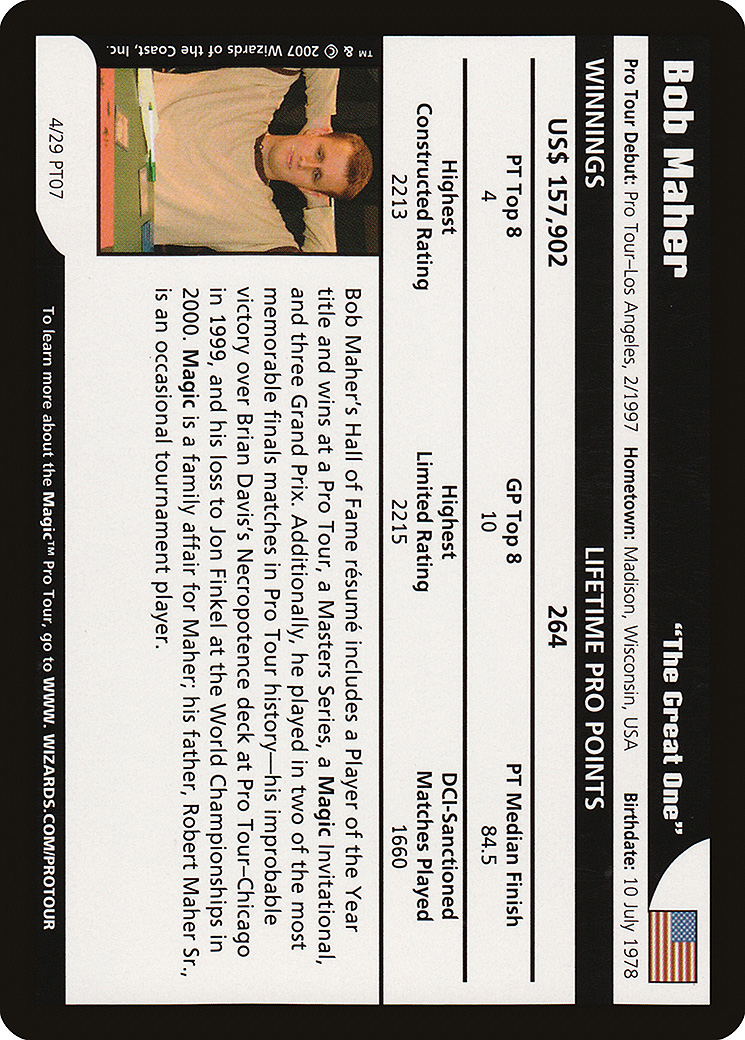 Bob Maher
“The Great One”
Pro Tour Debut: Pro Tour–Los Angeles, 2/1997 Hometown: Madison, Wisconsin, USA Birthdate: 10 July 1978
WINNINGS LIFETIME PRO POINTS
US$ 157,902 264
PT Top 8 GP Top 8 PT Median Finish
4 10 84.5
Highest Highest DCI-Sanctioned
Constructed Rating Limited Rating Matches Played
2213 2215 1660
Bob Maher’s Hall of Fame résumé includes a Player of the Year
title and wins at a Pro Tour, a Masters Series, a Magic Invitational,
and three Grand Prix. Additionally, he played in two of the most
memorable finals matches in Pro Tour history—his improbable
victory over Brian Davis’s Necropotence deck at Pro Tour–Chicago
in 1999, and his loss to Jon Finkel at the World Championships in
2000. Magic is a family affair for Maher; his father, Robert Maher Sr.,
is an occasional tournament player.
™ & © 2007 Wizards of the Coast, Inc.
4/29 PT07
To learn more about the Magic™ Pro Tour, go to WWW. WIZARDS.COM/PROTOUR